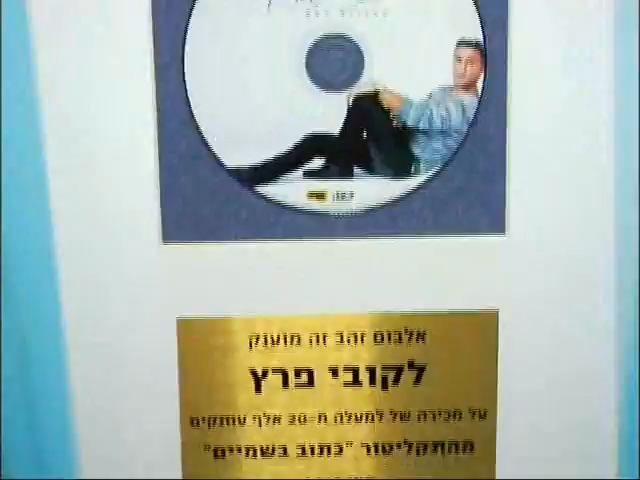 אלבום זהב זה מוענק
לקובי פרץ
על מכירה של למעלה מ-30 אלף עותקים
מהתקליטור "כתוב בשמיים"